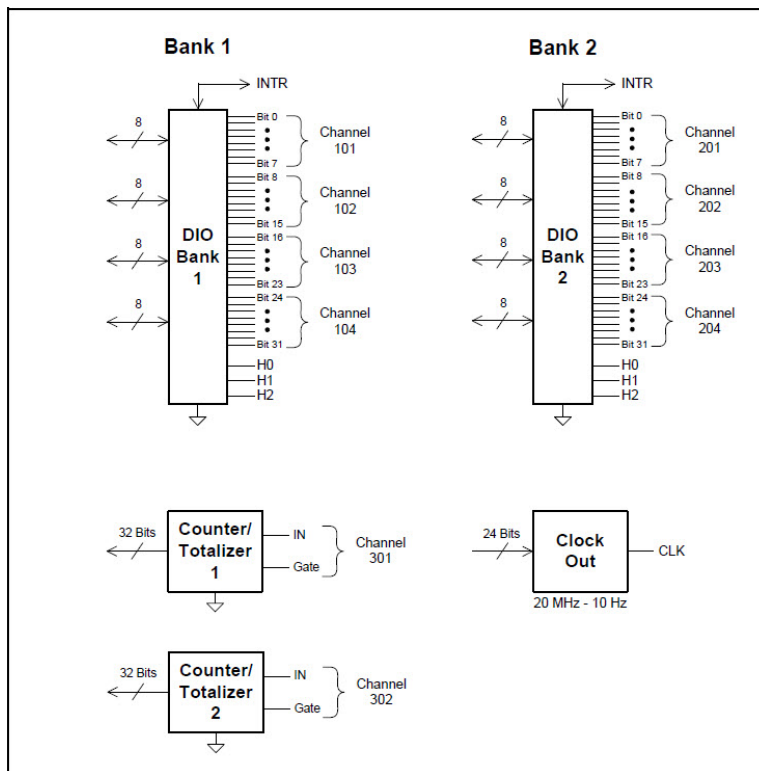 Bank 1
INTR
8
8
8
8
DIO
Bank
1
Bit 0
Bit 7
Channel
101
Bit 8
Bit 15
Channel
102
Bit 16
Bit 23
Channel
103
Bit 24
Bit 31
Channel
104
H0
H1
H2
Bank 2
INTR
8
8
8
8
DIO
Bank
2
Bit 0
Bit 7
Channel
201
Bit 8
Bit 15
Channel
202
Bit 16
Bit 23
Channel
203
Bit 24
Bit 31
Channel
204
H0
H1
H2
32 Bits
Counter/
Totalizer
1
IN
Gate
Channel
301
24 Bits
Clock
Out
CLK
20 MHz - 10 Hz
32 Bits
Counter/
Totalizer
2
IN
Gate
Channel
302